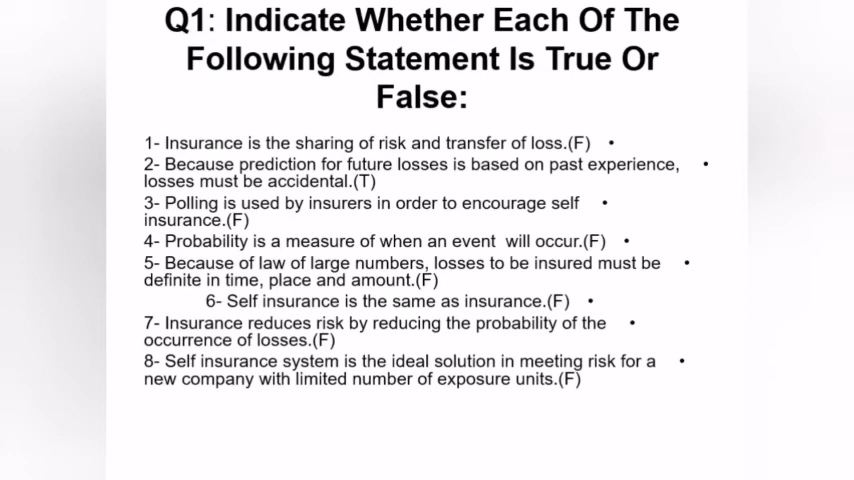 Q1: Indicate Whether Each Of The
Following Statement Is True Or
False:
1- Insurance is the sharing of risk and transfer of loss.(F) •
2- Because prediction for future losses is based on past experience, •
losses must be accidental.(T)
3- Polling is used by insurers in order to encourage self •
insurance.(F)
4- Probability is a measure of when an event will occur.(F) •
5- Because of law of large numbers, losses to be insured must be •
definite in time, place and amount.(F)
6- Self insurance is the same as insurance.(F) •
7- Insurance reduces risk by reducing the probability of the •
occurrence of losses.(F)
8- Self insurance system is the ideal solution in meeting risk for a •
new company with limited number of exposure units.(F)